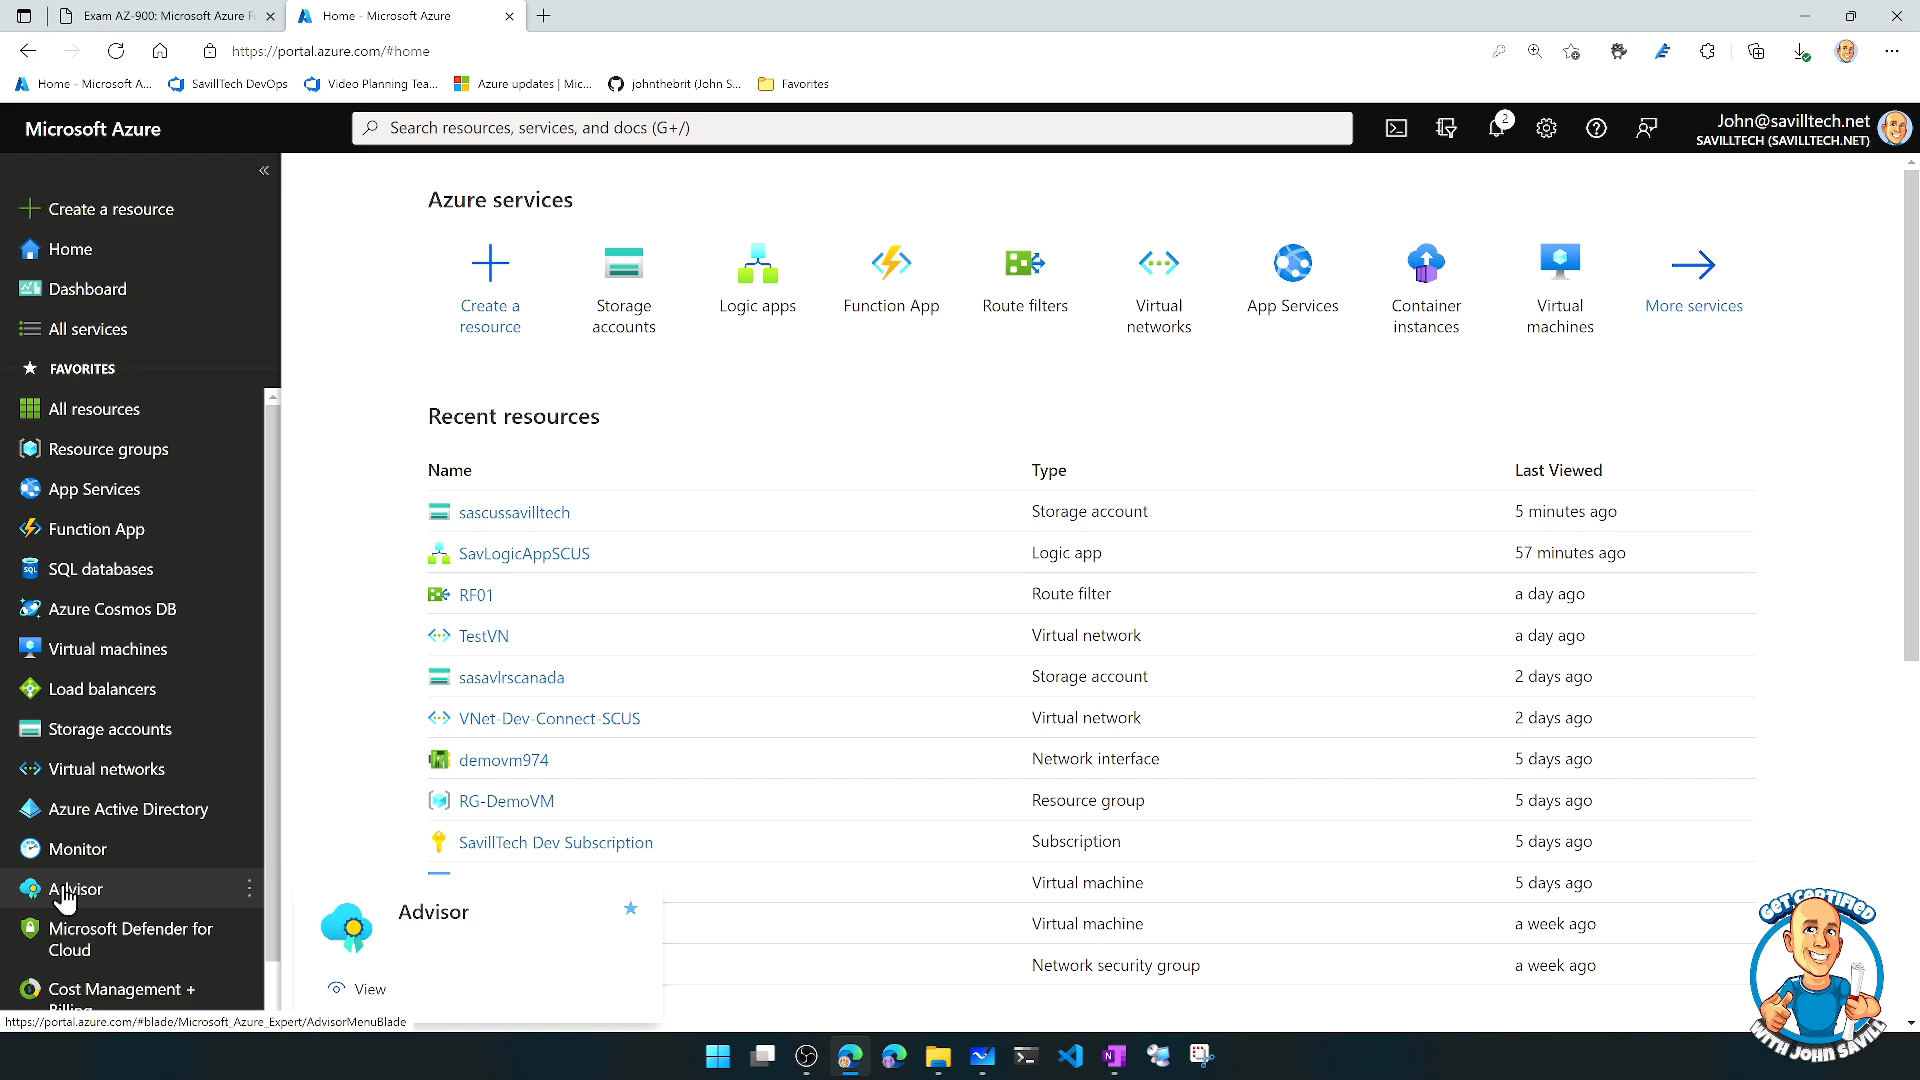 Exam AZ-900: Microsoft Azure Fu
Home - Microsoft Azure
https://portal.azure.com/#home
Home - Microsoft A...
SavillTech DevOps
Video Planning Tea...
Azure updates | Mic...
johnthebrit (John S...
Favorites
Microsoft Azure
Search resources, services, and docs (G+/)
2
John@savilltech.net
SAVILLTECH (SAVILLTECH.NET)
Create a resource
Home
Dashboard
All services
FAVORITES
All resources
Resource groups
App Services
Function App
SQL databases
Azure Cosmos DB
Virtual machines
Load balancers
Storage accounts
Virtual networks
Azure Active Directory
Monitor
Advisor
Microsoft Defender for
Cloud
Cost Management +
Billing
Azure services
Create a
resource
Storage
accounts
Logic apps
Function App
Route filters
Virtual
networks
App Services
Container
instances
Virtual
machines
More services
Recent resources
Name Type Last Viewed
sascussavilltech Storage account 5 minutes ago
SavLogicAppSCUS Logic app 57 minutes ago
RF01 Route filter a day ago
TestVN Virtual network a day ago
sasavlrscanada Storage account 2 days ago
VNet-Dev-Connect-SCUS Virtual network 2 days ago
demovm974 Network interface 5 days ago
RG-DemoVM Resource group 5 days ago
SavillTech Dev Subscription Subscription 5 days ago
Virtual machine 5 days ago
Virtual machine a week ago
Network security group a week ago
Advisor
View
https://portal.azure.com/#blade/Microsoft_Azure_Expert/AdvisorMenuBlade
GET CERTIFIED
WITH JOHN SAVILL